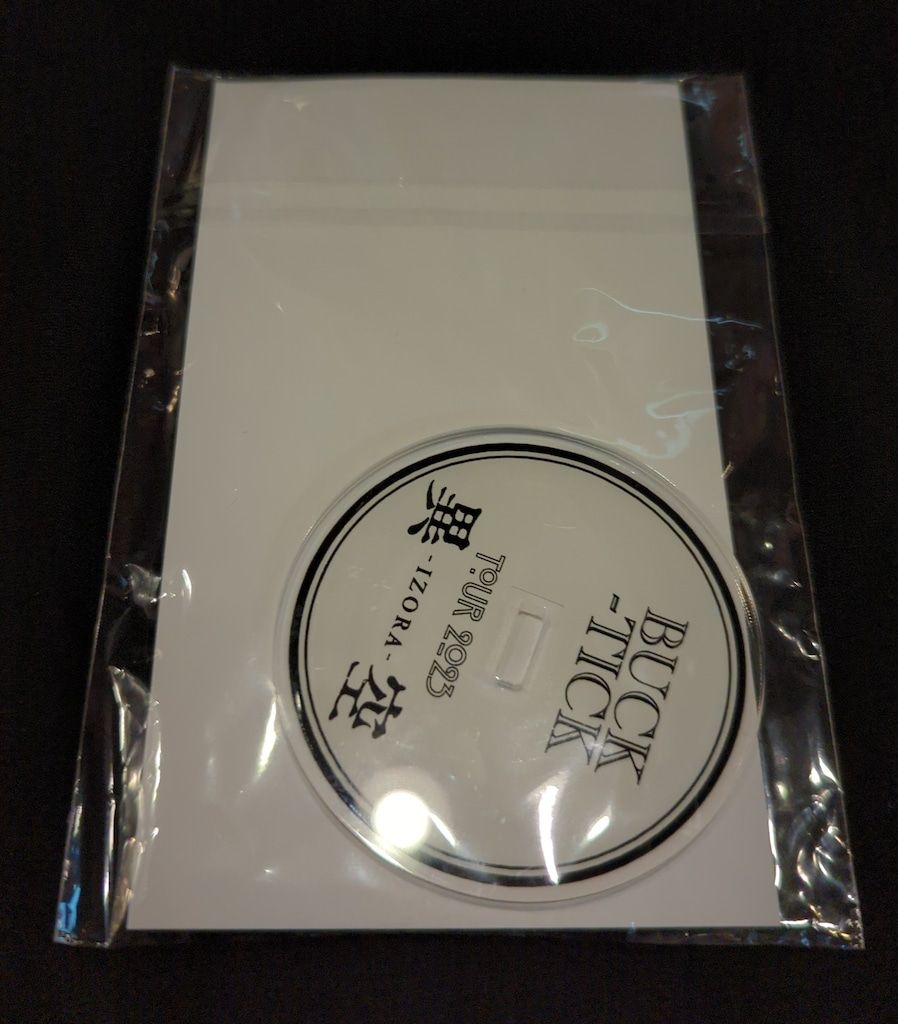 BUCK
-TICK
TOUR 2023
異 -IZORA- 空